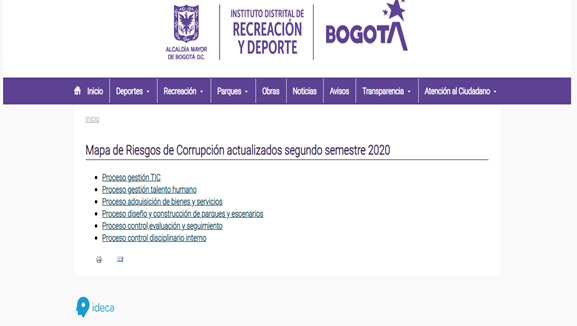 ALCALDÍA MAYOR
DE BOGOTÁ D.C.
INSTITUTO DISTRITAL DE
RECREACIÓN
Y DEPORTE
BOGOTÁ
Inicio Deportes Recreación Parques Obras Noticias Avisos Transparencia Atención al Ciudadano
Inicio
Mapa de Riesgos de Corrupción actualizados segundo semestre 2020
Proceso gestión TIC
Proceso gestión talento humano
Proceso adquisición de bienes y servicios
Proceso diseño y construcción de parques y escenarios
Proceso control,evaluación y seguimiento
Proceso control disciplinario interno
ideca